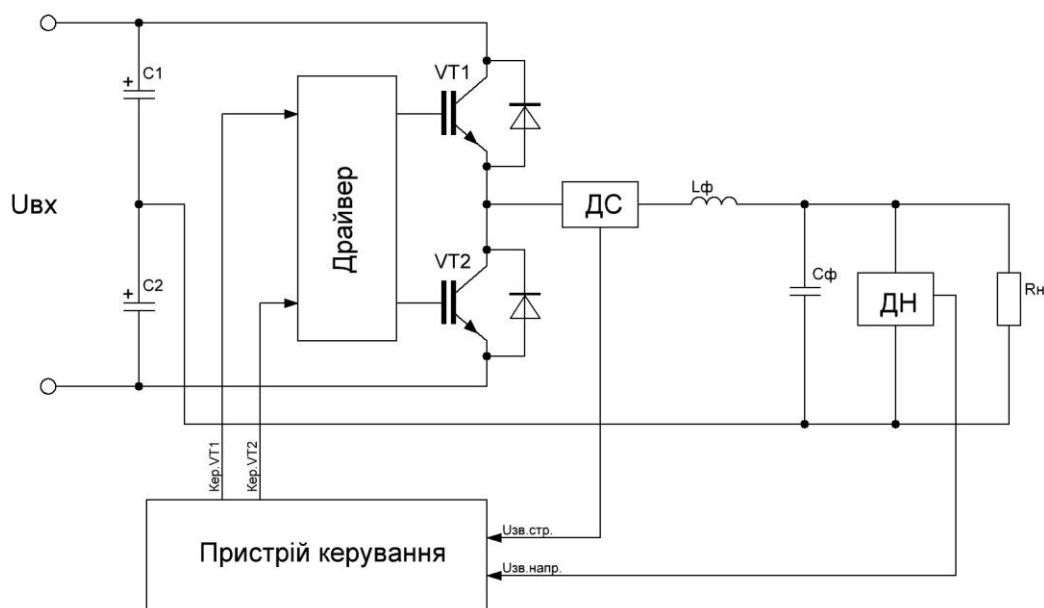 + C1
VT1
Драйвер
Uвх
ДС
Lф
+ C2
VT2
Cф
ДН
Rн
Кер.VT1
Кер.VT2
Uзв.стр.
Пристрій керування
Uзв.напр.